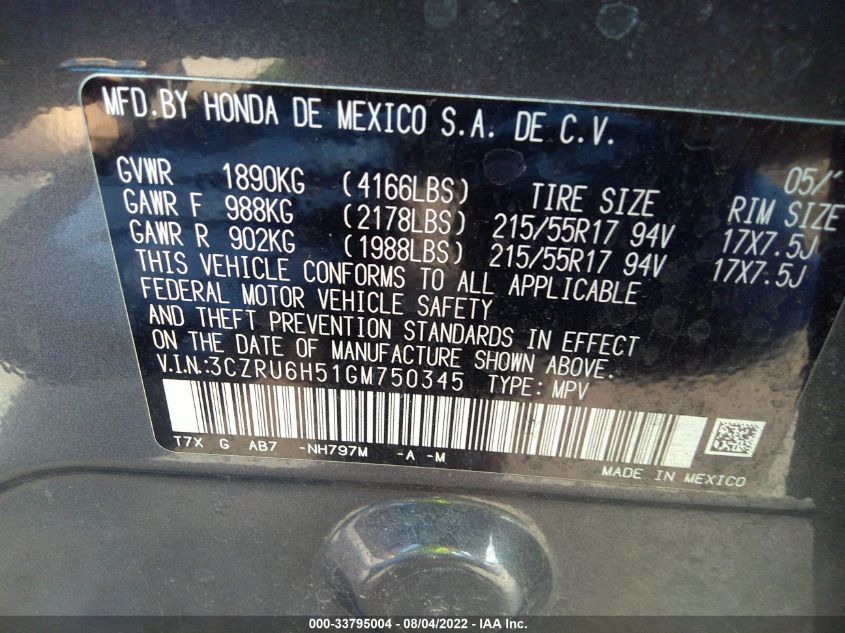 MFD.BY HONDA DE MEXICO S.A. DE C.V.
05/
GVWR 1890KG (4166LBS) TIRE SIZE RIM SIZE
GAWR F 988KG (2178LBS) 215/55R17 94V 17X7.5J
GAWR R 902KG (1988LBS) 215/55R17 94V 17X7.5J
THIS VEHICLE CONFORMS TO ALL APPLICABLE
FEDERAL MOTOR VEHICLE SAFETY
AND THEFT PREVENTION STANDARDS IN EFFECT
ON THE DATE OF MANUFACTURE SHOWN ABOVE.
V.I.N.:3CZRU6H51GM750345 TYPE: MPV
T7X G AB7 -NH797M -A -M
MADE IN MEXICO
000-33795004 — 08/04/2022 — IAA Inc.